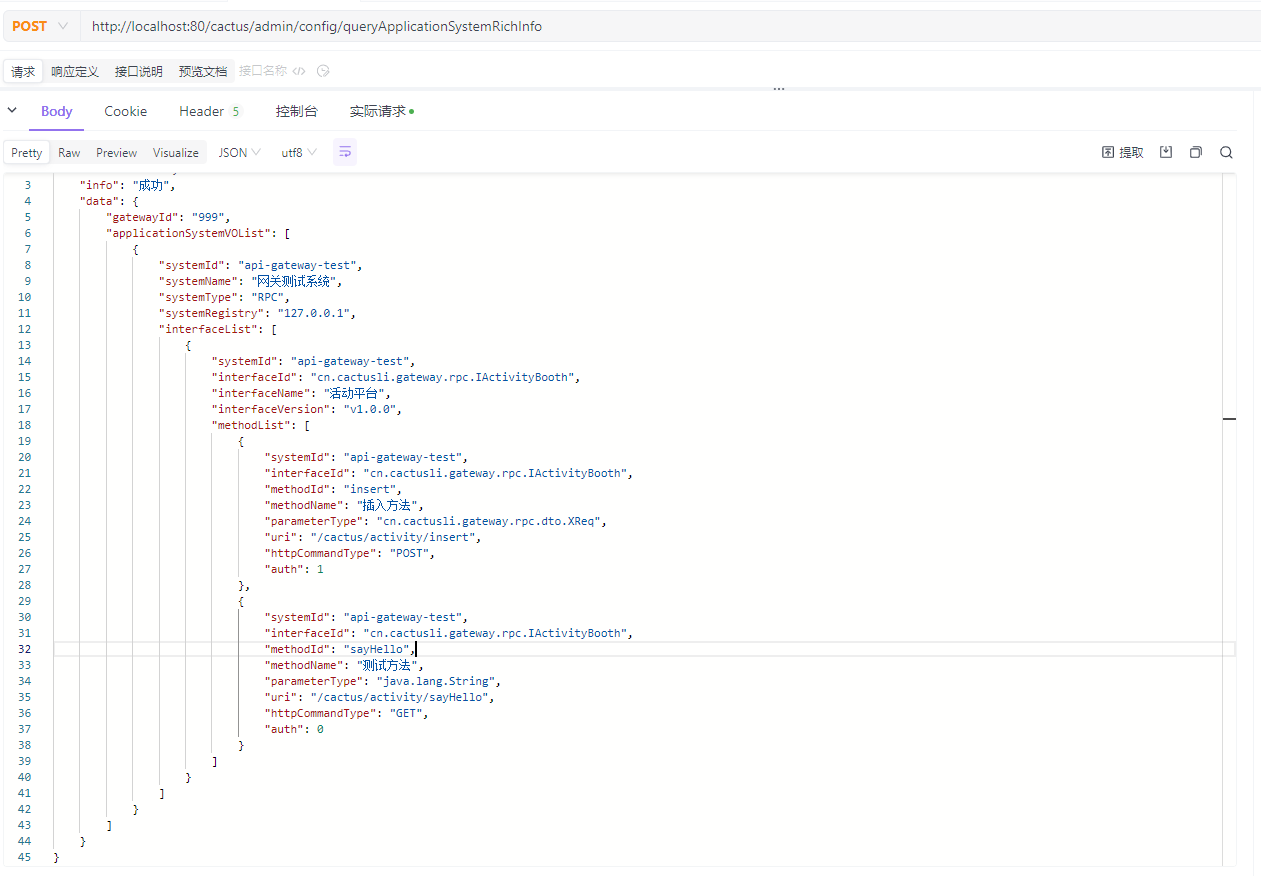 POST http://localhost:80/cactus/admin/config/queryApplicationSystemRichInfo
请求 响应定义 接口说明 预览文档 接口名称 </>
Body Cookie Header 5 控制台 实际请求
Pretty Raw Preview Visualize JSON utf8 提取
3 "info": "成功",
4 "data": {
5 "gatewayId": "999",
6 "applicationSystemVOList": [
7 {
8 "systemId": "api-gateway-test",
9 "systemName": "网关测试系统",
10 "systemType": "RPC",
11 "systemRegistry": "127.0.0.1",
12 "interfaceList": [
13 {
14 "systemId": "api-gateway-test",
15 "interfaceId": "cn.cactusli.gateway.rpc.IActivityBooth",
16 "interfaceName": "活动平台",
17 "interfaceVersion": "v1.0.0",
18 "methodList": [
19 {
20 "systemId": "api-gateway-test",
21 "interfaceId": "cn.cactusli.gateway.rpc.IActivityBooth",
22 "methodId": "insert",
23 "methodName": "插入方法",
24 "parameterType": "cn.cactusli.gateway.rpc.dto.XReq",
25 "uri": "/cactus/activity/insert",
26 "httpCommandType": "POST",
27 "auth": 1
28 },
29 {
30 "systemId": "api-gateway-test",
31 "interfaceId": "cn.cactusli.gateway.rpc.IActivityBooth",
32 "methodId": "sayHello",
33 "methodName": "测试方法",
34 "parameterType": "java.lang.String",
35 "uri": "/cactus/activity/sayHello",
36 "httpCommandType": "GET",
37 "auth": 0
38 }
39 ]
40 }
41 ]
42 }
43 ]
44 }
45 }